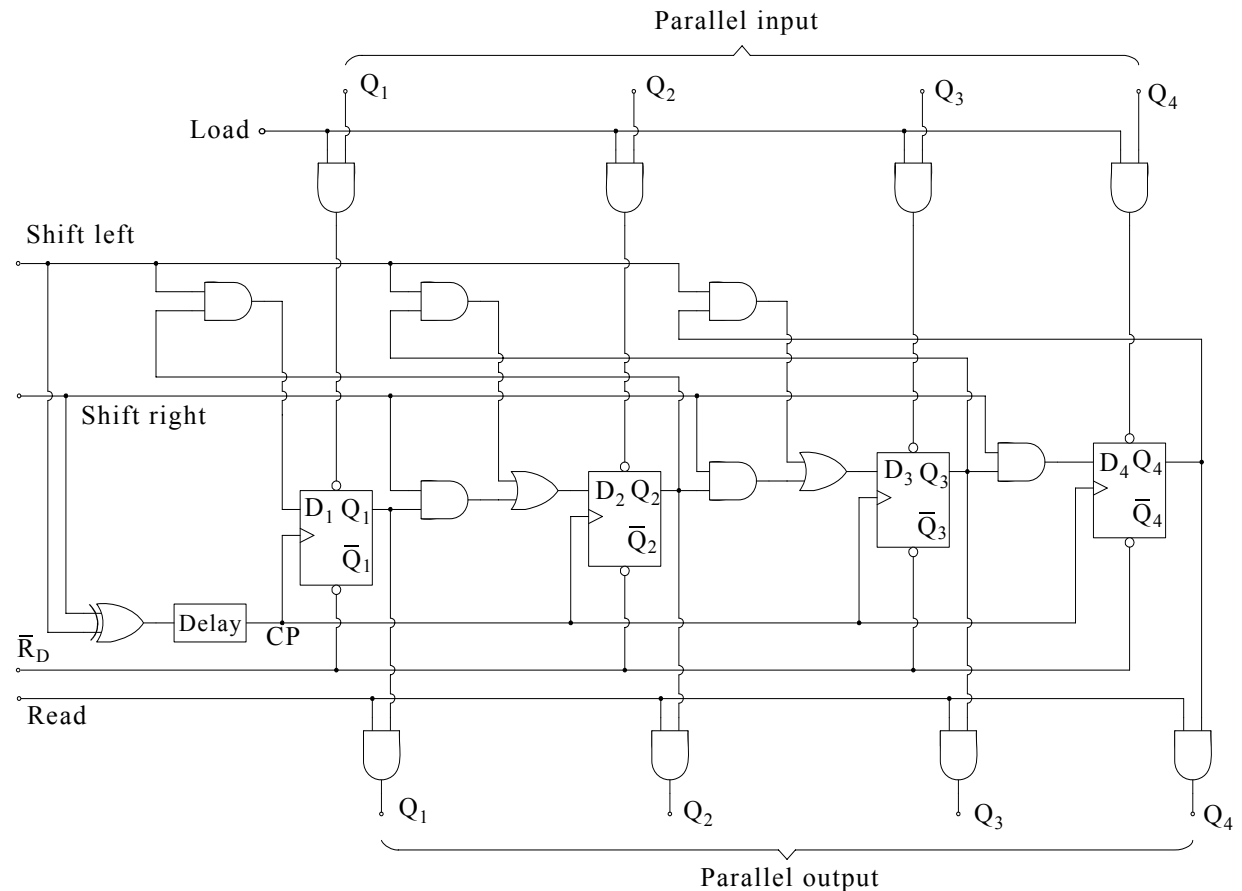 Parallel input
Q₁ Q₂ Q₃ Q₄
Load
Shift left
Shift right
D₁ Q₁
Q̅₁
D₂ Q₂
Q̅₂
D₃ Q₃
Q̅₃
D₄ Q₄
Q̅₄
Delay
CP
R̅_D
Read
Q₁ Q₂ Q₃ Q₄
Parallel output